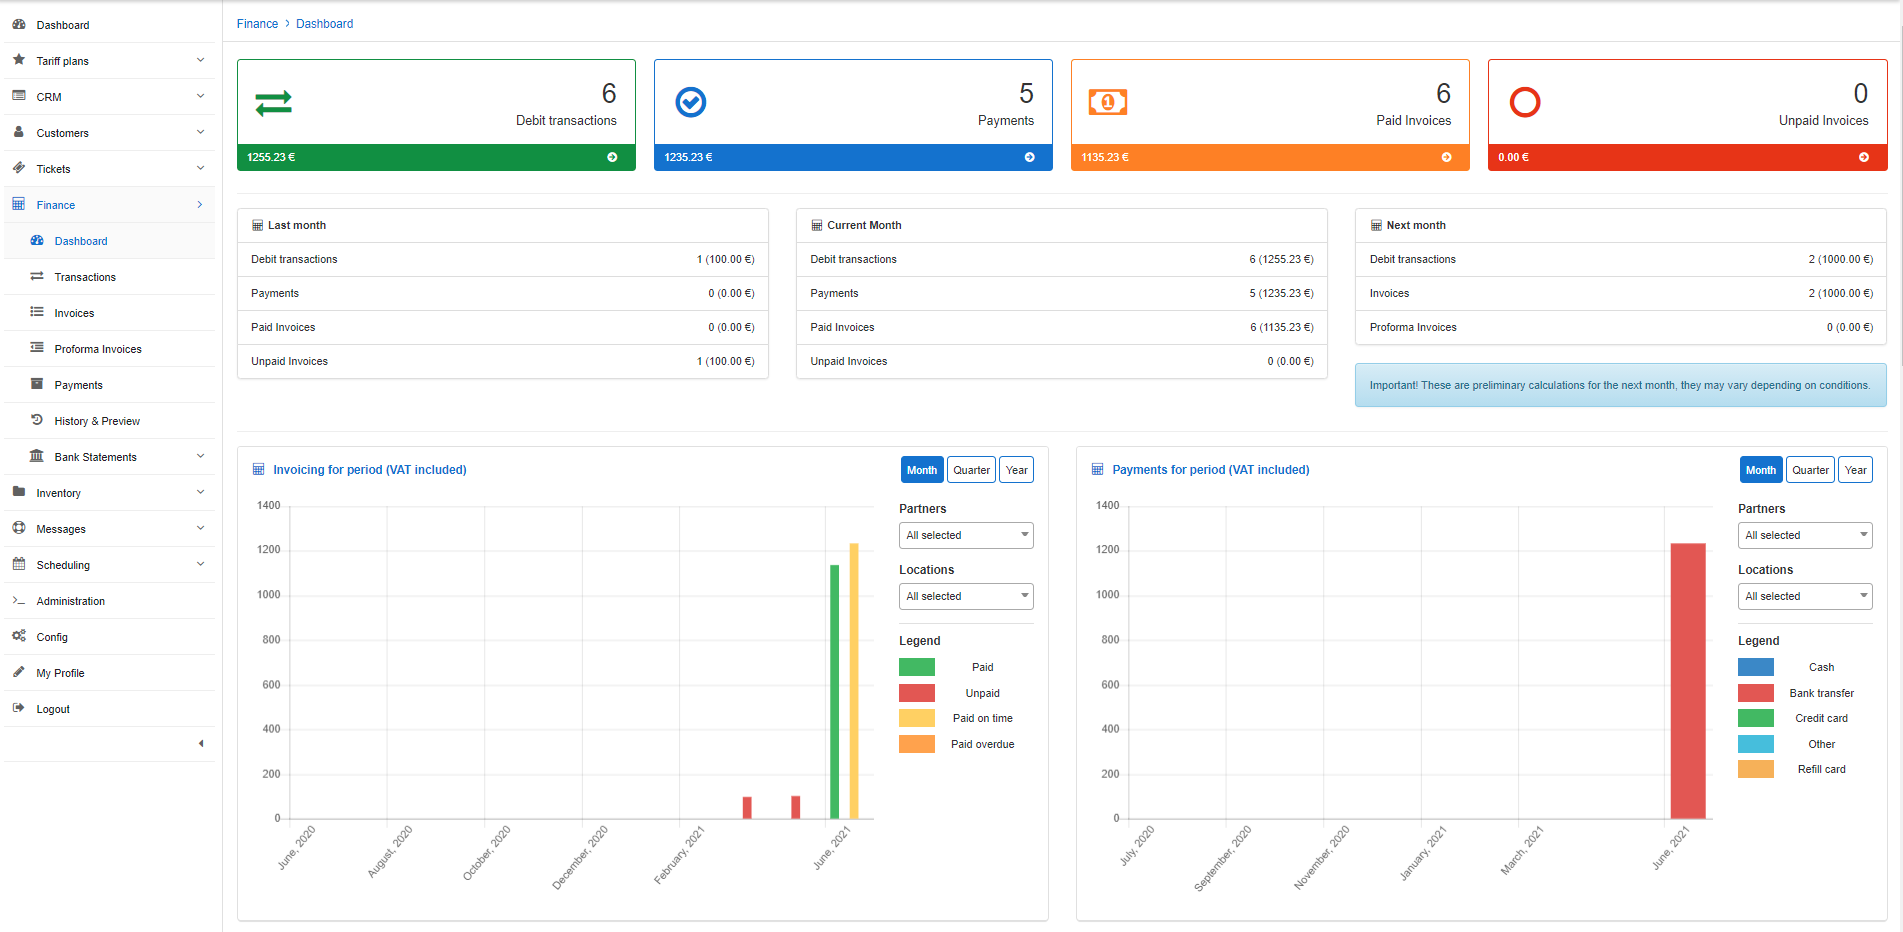 Dashboard
Tariff plans
CRM
Customers
Tickets
Finance
Dashboard
Transactions
Invoices
Proforma Invoices
Payments
History & Preview
Bank Statements
Inventory
Messages
Scheduling
Administration
Config
My Profile
Logout
Finance > Dashboard
6
Debit transactions
1255.23 €
5
Payments
1235.23 €
1
6
Paid Invoices
1135.23 €
0
Unpaid Invoices
0.00 €
Last month
Debit transactions 1 (100.00 €)
Payments 0 (0.00 €)
Paid Invoices 0 (0.00 €)
Unpaid Invoices 1 (100.00 €)
Current Month
Debit transactions 6 (1255.23 €)
Payments 5 (1235.23 €)
Paid Invoices 6 (1135.23 €)
Unpaid Invoices 0 (0.00 €)
Next month
Debit transactions 2 (1000.00 €)
Invoices 2 (1000.00 €)
Proforma Invoices 0 (0.00 €)
Important! These are preliminary calculations for the next month, they may vary depending on conditions.
Invoicing for period (VAT included)
Month Quarter Year
1400
1200
1000
800
600
400
200
0
June, 2020
August, 2020
October, 2020
December, 2020
February, 2021
June, 2021
Partners
All selected
Locations
All selected
Legend
Paid
Unpaid
Paid on time
Paid overdue
Payments for period (VAT included)
Month Quarter Year
1400
1200
1000
800
600
400
200
0
July, 2020
September, 2020
November, 2020
January, 2021
March, 2021
June, 2021
Partners
All selected
Locations
All selected
Legend
Cash
Bank transfer
Credit card
Other
Refill card